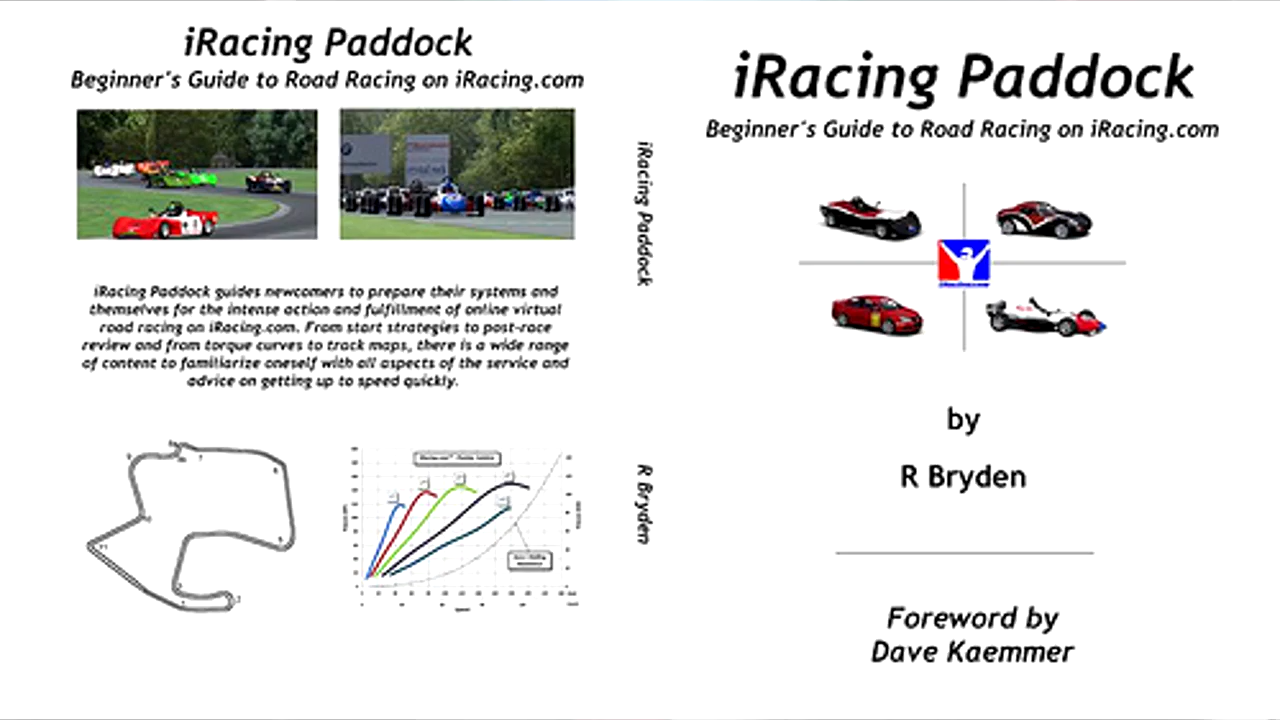 iRacing Paddock
Beginner's Guide to Road Racing on iRacing.com
iRacing Paddock guides newcomers to prepare their systems and
themselves for the intense action and fulfillment of online virtual
road racing on iRacing.com. From start strategies to post-race
review and from torque curves to track maps, there is a wide range
of content to familiarize oneself with all aspects of the service and
advice on getting up to speed quickly.
iRacing Paddock
R Bryden
iRacing Paddock
Beginner's Guide to Road Racing on iRacing.com
by
R Bryden
Foreword by
Dave Kaemmer